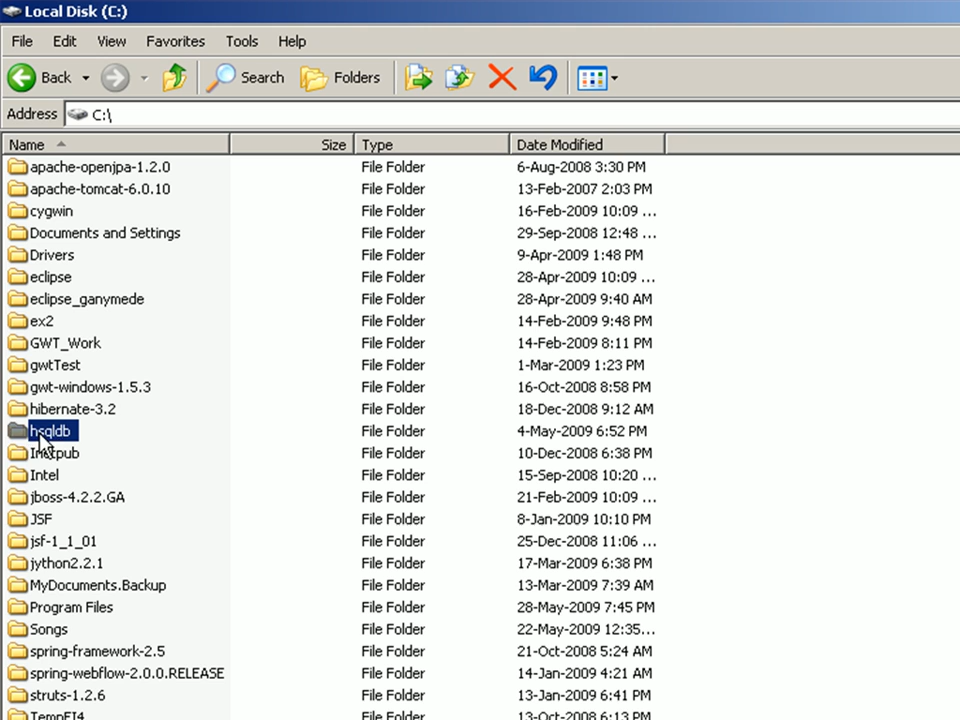 Local Disk (C:)
File Edit View Favorites Tools Help
Back Search Folders
Address C:\
Name Size Type Date Modified
apache-openjpa-1.2.0 File Folder 6-Aug-2008 3:30 PM
apache-tomcat-6.0.10 File Folder 13-Feb-2007 2:03 PM
cygwin File Folder 16-Feb-2009 10:09 ...
Documents and Settings File Folder 29-Sep-2008 12:48 ...
Drivers File Folder 9-Apr-2009 1:48 PM
eclipse File Folder 28-Apr-2009 10:09 ...
eclipse_ganymede File Folder 28-Apr-2009 9:40 AM
ex2 File Folder 14-Feb-2009 9:48 PM
GWT_Work File Folder 14-Feb-2009 8:11 PM
gwtTest File Folder 1-Mar-2009 1:23 PM
gwt-windows-1.5.3 File Folder 16-Oct-2008 8:58 PM
hibernate-3.2 File Folder 18-Dec-2008 9:12 AM
hsqldb File Folder 4-May-2009 6:52 PM
Inetpub File Folder 10-Dec-2008 6:38 PM
Intel File Folder 15-Sep-2008 10:20 ...
jboss-4.2.2.GA File Folder 21-Feb-2009 10:09 ...
JSF File Folder 8-Jan-2009 10:10 PM
jsf-1_1_01 File Folder 25-Dec-2008 11:06 ...
jython2.2.1 File Folder 17-Mar-2009 6:38 PM
MyDocuments.Backup File Folder 13-Mar-2009 7:39 AM
Program Files File Folder 28-May-2009 7:45 PM
Songs File Folder 22-May-2009 12:35...
spring-framework-2.5 File Folder 21-Oct-2008 5:24 AM
spring-webflow-2.0.0.RELEASE File Folder 14-Jan-2009 4:21 AM
struts-1.2.6 File Folder 13-Jan-2009 6:41 PM
File Folder 13-Oct-2008 6:13 PM